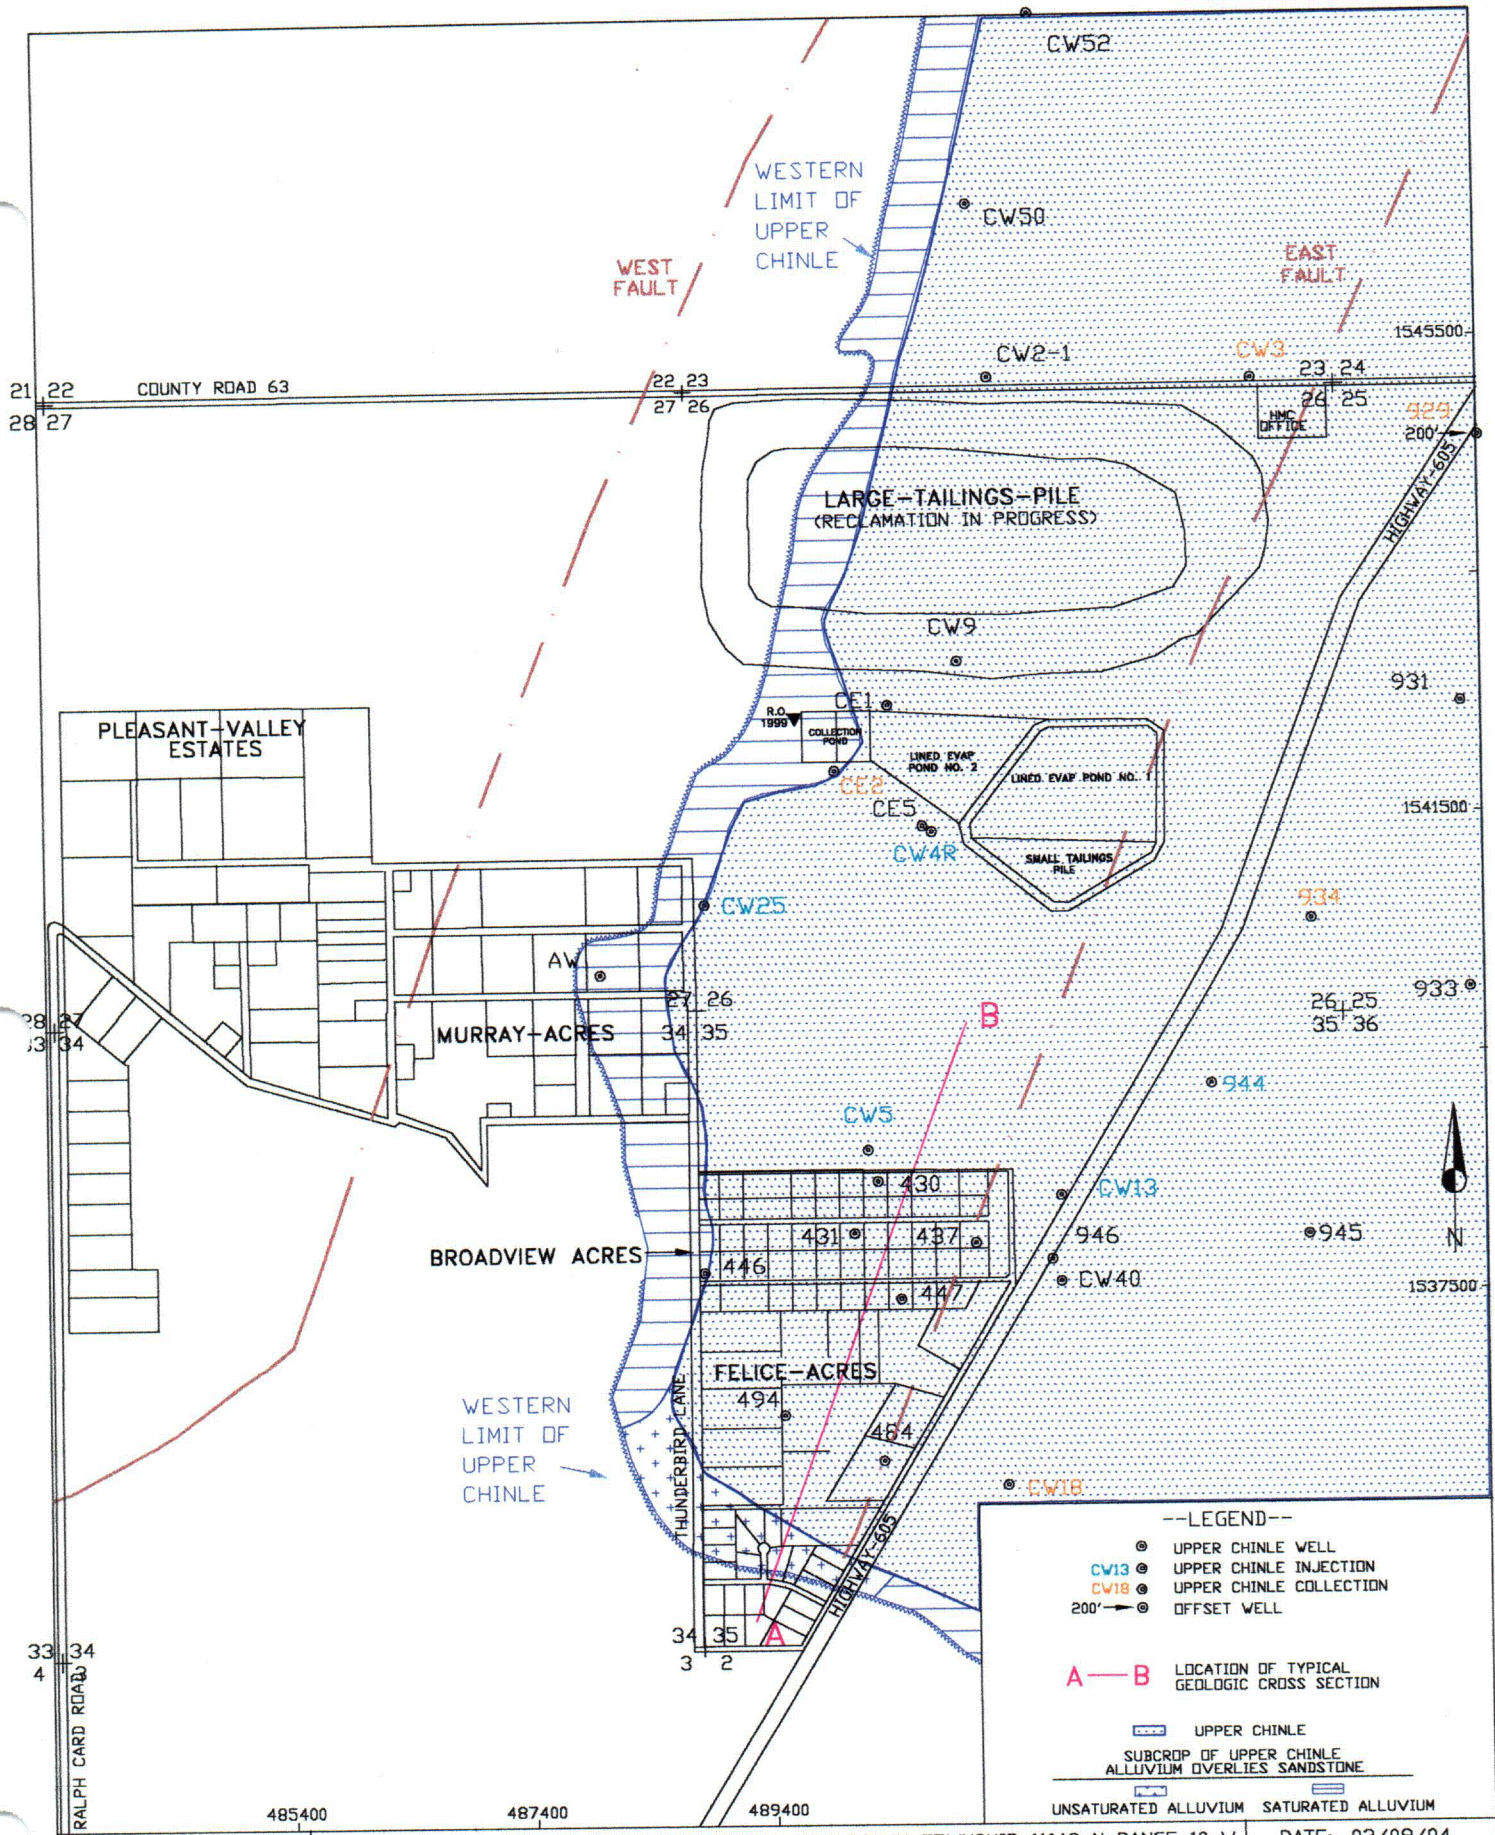 CW52
WESTERN
LIMIT OF
UPPER
CHINLE
CW50
WEST
FAULT
EAST
FAULT
1545500
CW2-1
CW3
21 22
28 27
COUNTY ROAD 63
22 23
27 26
23 24
26 25
HMC
OFFICE
929
200'
HIGHWAY-605
LARGE-TAILINGS-PILE
(RECLAMATION IN PROGRESS)
CW9
931
CE1
R.O.
1999
COLLECTION
POND
PLEASANT-VALLEY
ESTATES
LINED EVAP
POND NO. 2
LINED EVAP POND NO. 1
CE2
1541500
CE5
CW4R
SMALL TAILINGS
PILE
CW25
934
AW
933
27 26
34 35
26 25
35 36
28 27
33 34
MURRAY-ACRES
B
944
CW5
430
CW13
431
437
946
945
N
BROADVIEW ACRES
446
447
CW40
1537500
FELICE-ACRES
494
484
THUNDERBIRD LANE
WESTERN
LIMIT OF
UPPER
CHINLE
CW18
HIGHWAY-605
A
34 35
3 2
33 34
4 3
RALPH CARD ROAD
485400
487400
489400
--LEGEND--
UPPER CHINLE WELL
CW13 UPPER CHINLE INJECTION
CW18 UPPER CHINLE COLLECTION
200' OFFSET WELL
A — B LOCATION OF TYPICAL
GEOLOGIC CROSS SECTION
UPPER CHINLE
SUBCROP OF UPPER CHINLE
ALLUVIUM OVERLIES SANDSTONE
UNSATURATED ALLUVIUM SATURATED ALLUVIUM